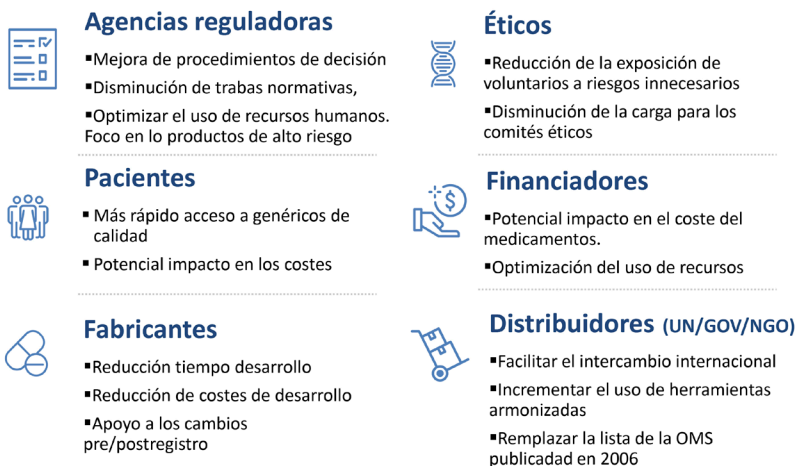 Agencias reguladoras
▪Mejora de procedimientos de decisión
▪Disminución de trabas normativas,
▪Optimizar el uso de recursos humanos.
Foco en lo productos de alto riesgo
Éticos
▪Reducción de la exposición de
voluntarios a riesgos innecesarios
▪Disminución de la carga para los
comités éticos
Pacientes
▪ Más rápido acceso a genéricos de
calidad
▪ Potencial impacto en los costes
Financiadores
▪Potencial impacto en el coste del
medicamentos.
▪Optimización del uso de recursos
Fabricantes
▪Reducción tiempo desarrollo
▪Reducción de costes de desarrollo
▪Apoyo a los cambios
pre/postregistro
Distribuidores (UN/GOV/NGO)
▪Facilitar el intercambio internacional
▪Incrementar el uso de herramientas
armonizadas
▪Remplazar la lista de la OMS
publicadad en 2006